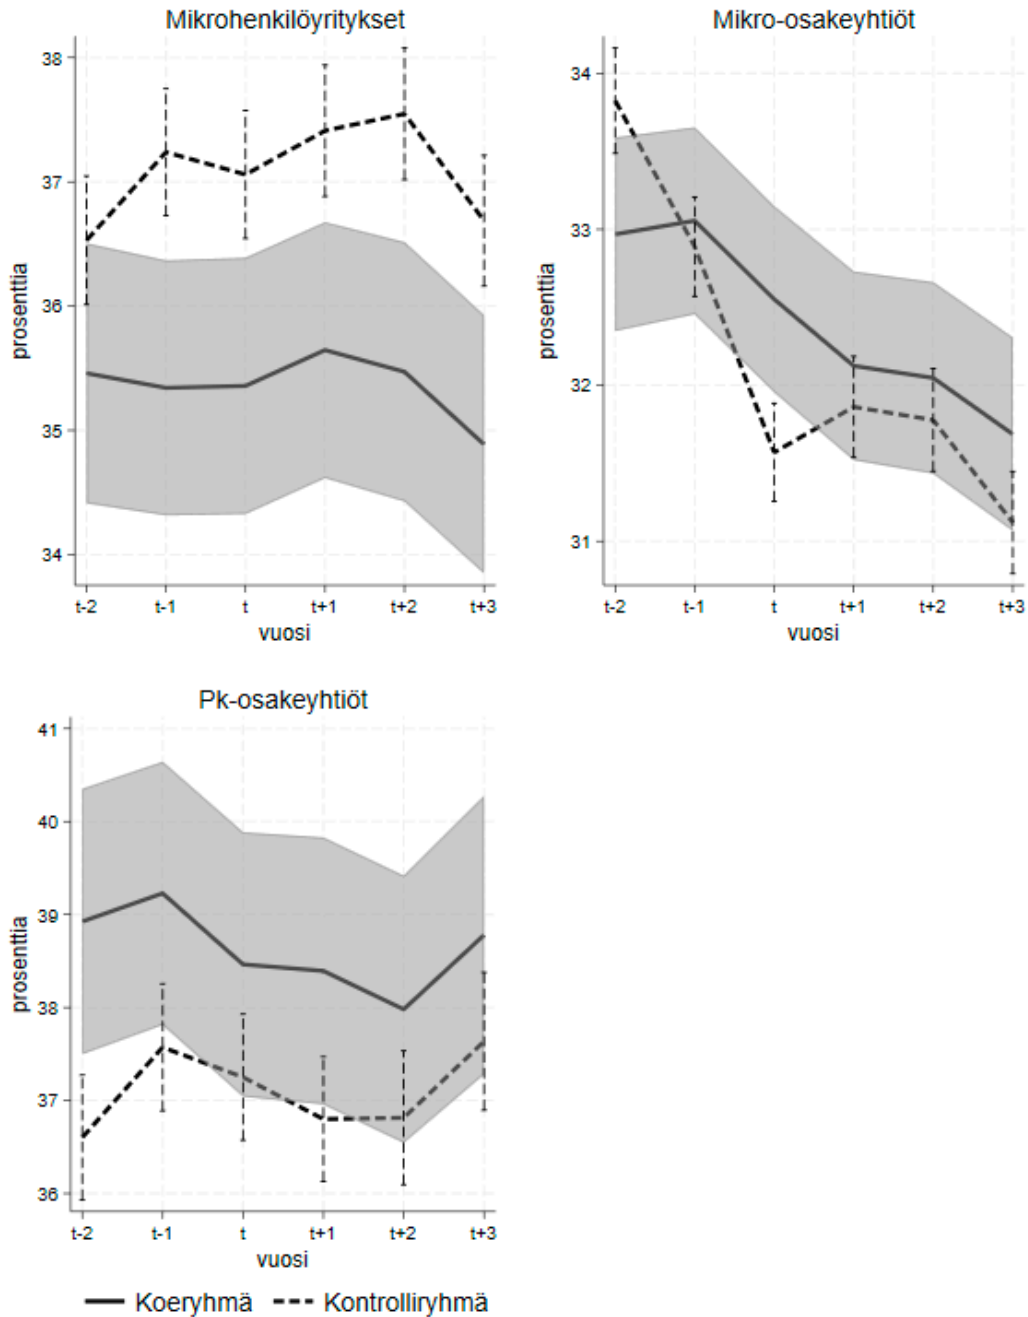 Mikrohenkilöyritykset
38
37
36
35
34
prosenttia
t-2 t-1 t t+1 t+2 t+3
vuosi
Mikro-osakeyhtiöt
34
33
32
31
prosenttia
t-2 t-1 t t+1 t+2 t+3
vuosi
Pk-osakeyhtiöt
41
40
39
38
37
36
prosenttia
t-2 t-1 t t+1 t+2 t+3
vuosi
Koeryhmä Kontrolliryhmä